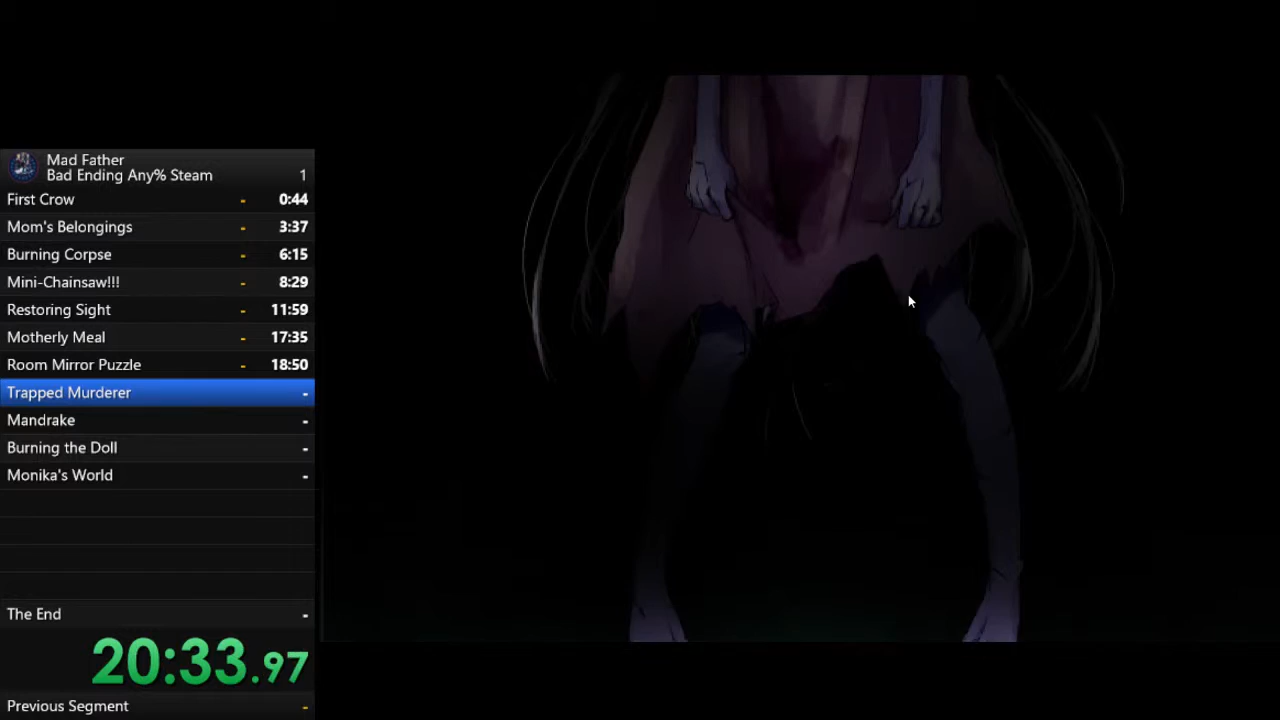 Mad Father
Bad Ending Any% Steam 1
First Crow - 0:44
Mom's Belongings - 3:37
Burning Corpse - 6:15
Mini-Chainsaw!!! - 8:29
Restoring Sight - 11:59
Motherly Meal - 17:35
Room Mirror Puzzle - 18:50
Trapped Murderer -
Mandrake -
Burning the Doll -
Monika's World -
The End -
20:33.97
Previous Segment -